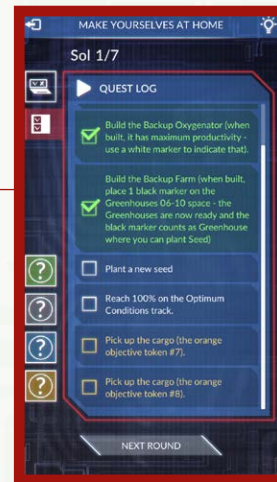 MAKE YOURSELVES AT HOME
Sol 1/7
QUEST LOG
Build the Backup Oxygenator (when
built, it has maximum productivity -
use a white marker to indicate that).
Build the Backup Farm (when built,
place 1 black marker on the
Greenhouses 06-10 space - the
Greenhouses are now ready and the
black marker counts as Greenhouse
where you can plant Seed)
Plant a new seed
Reach 100% on the Optimum
Conditions track.
Pick up the cargo (the orange
objective token #7).
Pick up the cargo (the orange
objective token #8).
?
?
?
?
NEXT ROUND